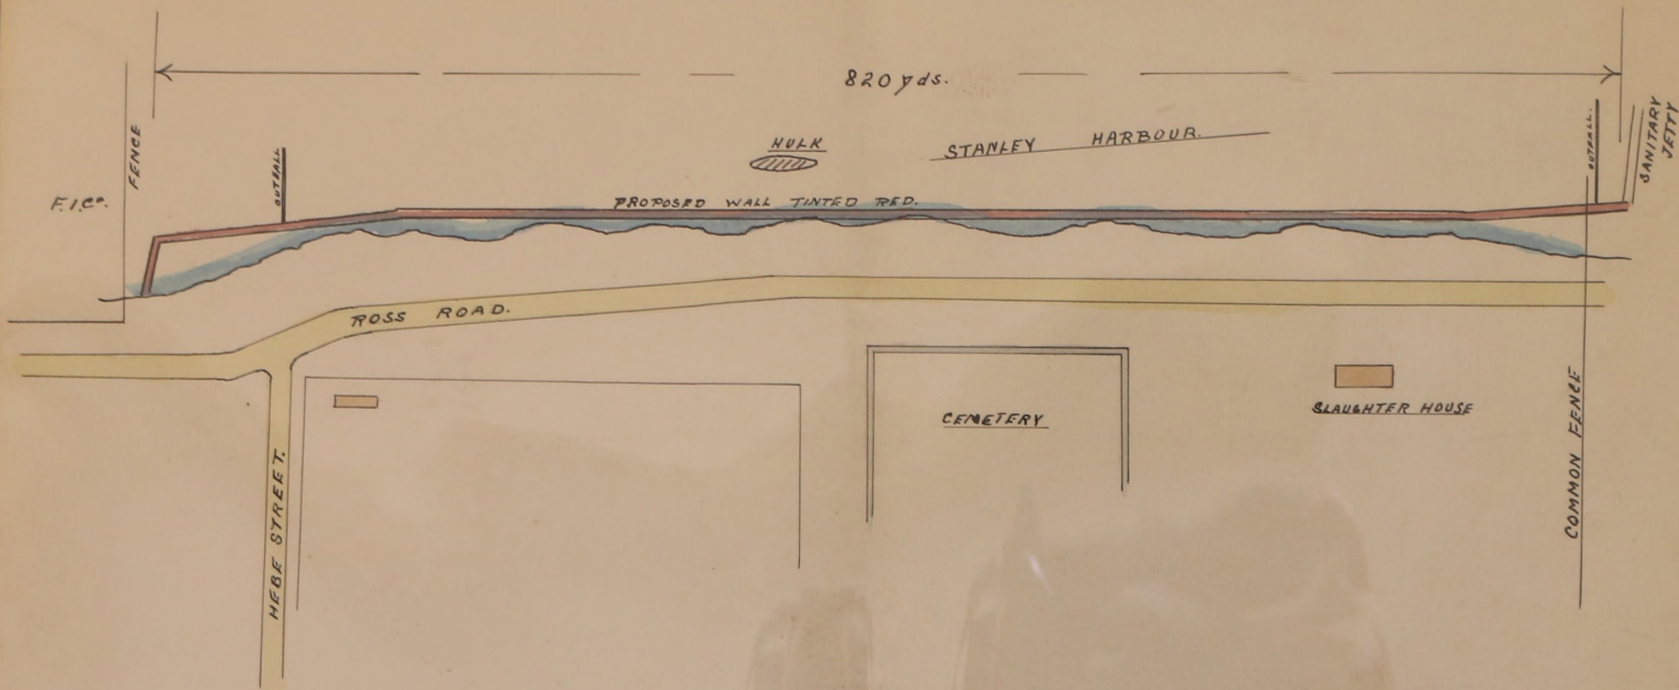 820 yds.
FENCE
F.I.Co.
OUTFALL
HULK
STANLEY HARBOUR.
OUTFALL.
SANITARY
JETTY
PROPOSED WALL TINTED RED.
ROSS ROAD.
HEBE STREET.
CEMETERY
SLAUGHTER HOUSE
COMMON FENCE